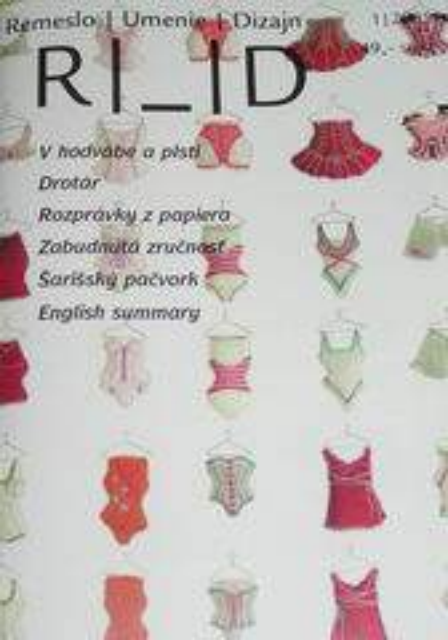 Remeslo | Umenie | Dizajn
R|_|D
V hodvábe a plsti
Drotár
Rozprávky z papiera
Zabudnutá zručnosť
Šarišský pačvork
English summary